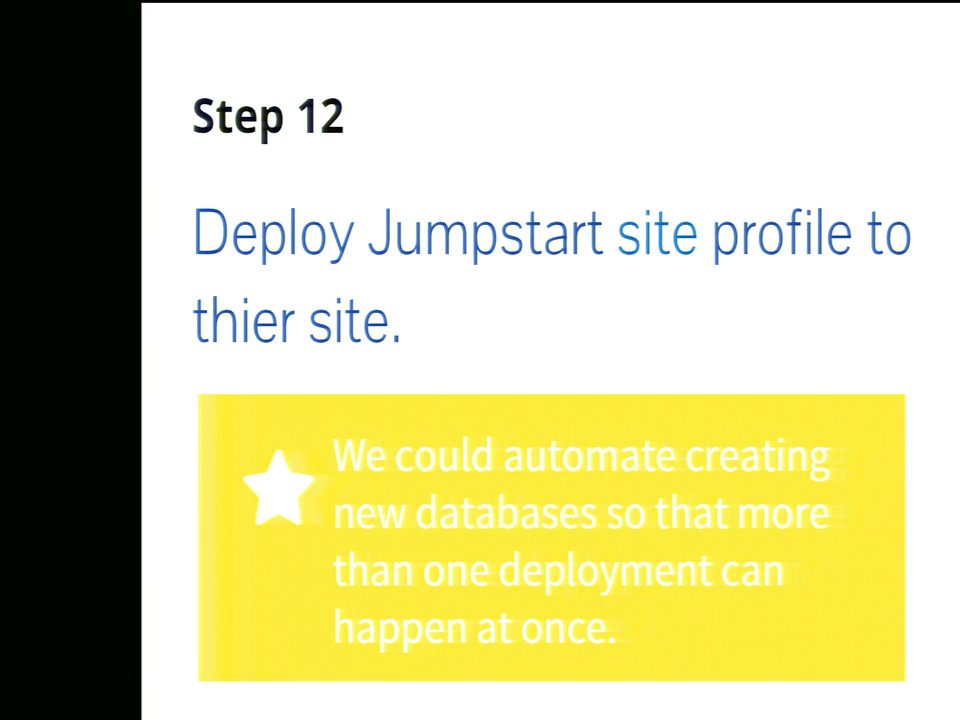 Step 12
Deploy Jumpstart site profile to
thier site.
We could automate creating
new databases so that more
than one deployment can
happen at once.